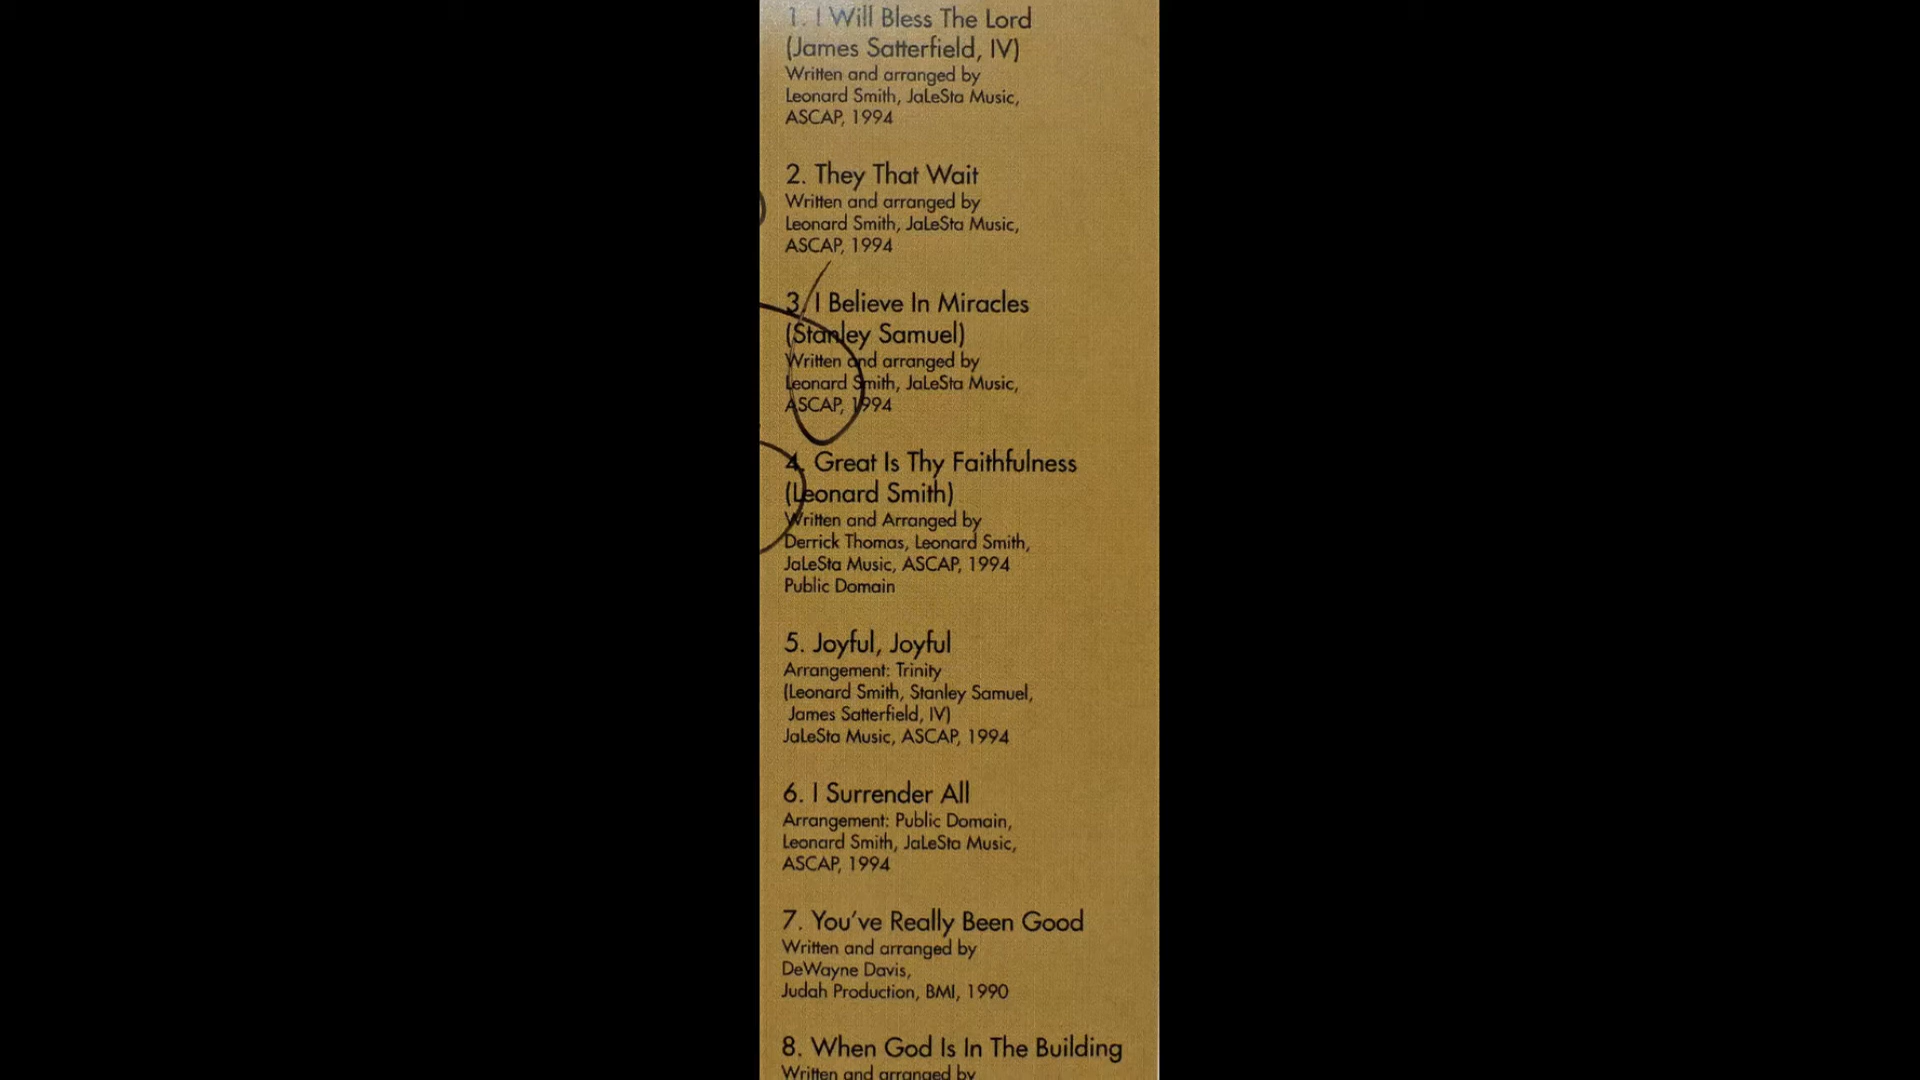 1. I Will Bless The Lord
(James Satterfield, IV)
Written and arranged by
Leonard Smith, JaLeSta Music,
ASCAP, 1994
2. They That Wait
Written and arranged by
Leonard Smith, JaLeSta Music,
ASCAP, 1994
3. I Believe In Miracles
(Stanley Samuel)
Written and arranged by
Leonard Smith, JaLeSta Music,
ASCAP, 1994
4. Great Is Thy Faithfulness
(Leonard Smith)
Written and Arranged by
Derrick Thomas, Leonard Smith,
JaLeSta Music, ASCAP, 1994
Public Domain
5. Joyful, Joyful
Arrangement: Trinity
(Leonard Smith, Stanley Samuel,
James Satterfield, IV)
JaLeSta Music, ASCAP, 1994
6. I Surrender All
Arrangement: Public Domain,
Leonard Smith, JaLeSta Music,
ASCAP, 1994
7. You've Really Been Good
Written and arranged by
DeWayne Davis,
Judah Production, BMI, 1990
8. When God Is In The Building
Written and arranged by